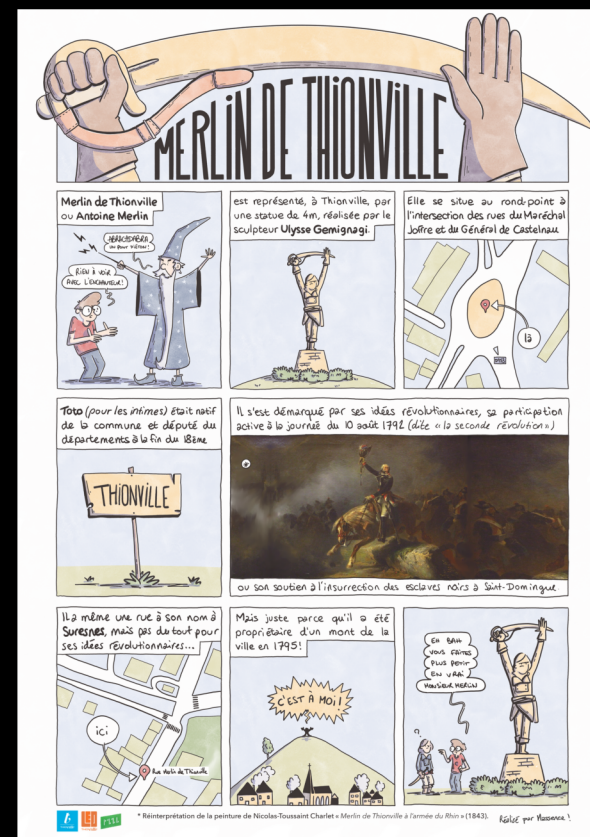 MERLIN DE THIONVILLE
Merlin de Thionville
ou Antoine Merlin
ABRACADABRA
UN PONT PIÉTON!
RIEN À VOIR
AVEC L'ENCHANTEUR!
est représenté, à Thionville, par
une statue de 4m, réalisée par le
sculpteur Ulysse Gemignagi.
Elle se situe au rond-point à
l'intersection des rues du Maréchal
Joffre et du Général de Castelnau
là
Toto (pour les intimes) était natif
de la commune et député du
départements à la fin du 18ème
THIONVILLE
IL s'est démarqué par ses idées révolutionnaires, sa participation
active à la journée du 10 août 1792 (dite « la seconde révolution »)
ou son soutien à l'insurrection des esclaves noirs à Saint-Domingue.
IL a même une rue à son nom à
Suresnes, mais pas du tout pour
ses idées révolutionnaires...
ici
Rue Merlin de Thionville
Mais juste parce qu'il a été
propriétaire d'un mont de la
ville en 1795!
C'EST À MOI!
EH BAH
VOUS FAITES
PLUS PETIT
EN VRAI
MONSIEUR MERLIN
?
* Réinterprétation de la peinture de Nicolas-Toussaint Charlet « Merlin de Thionville à l'armée du Rhin » (1843).
Réalisé par Maxence!